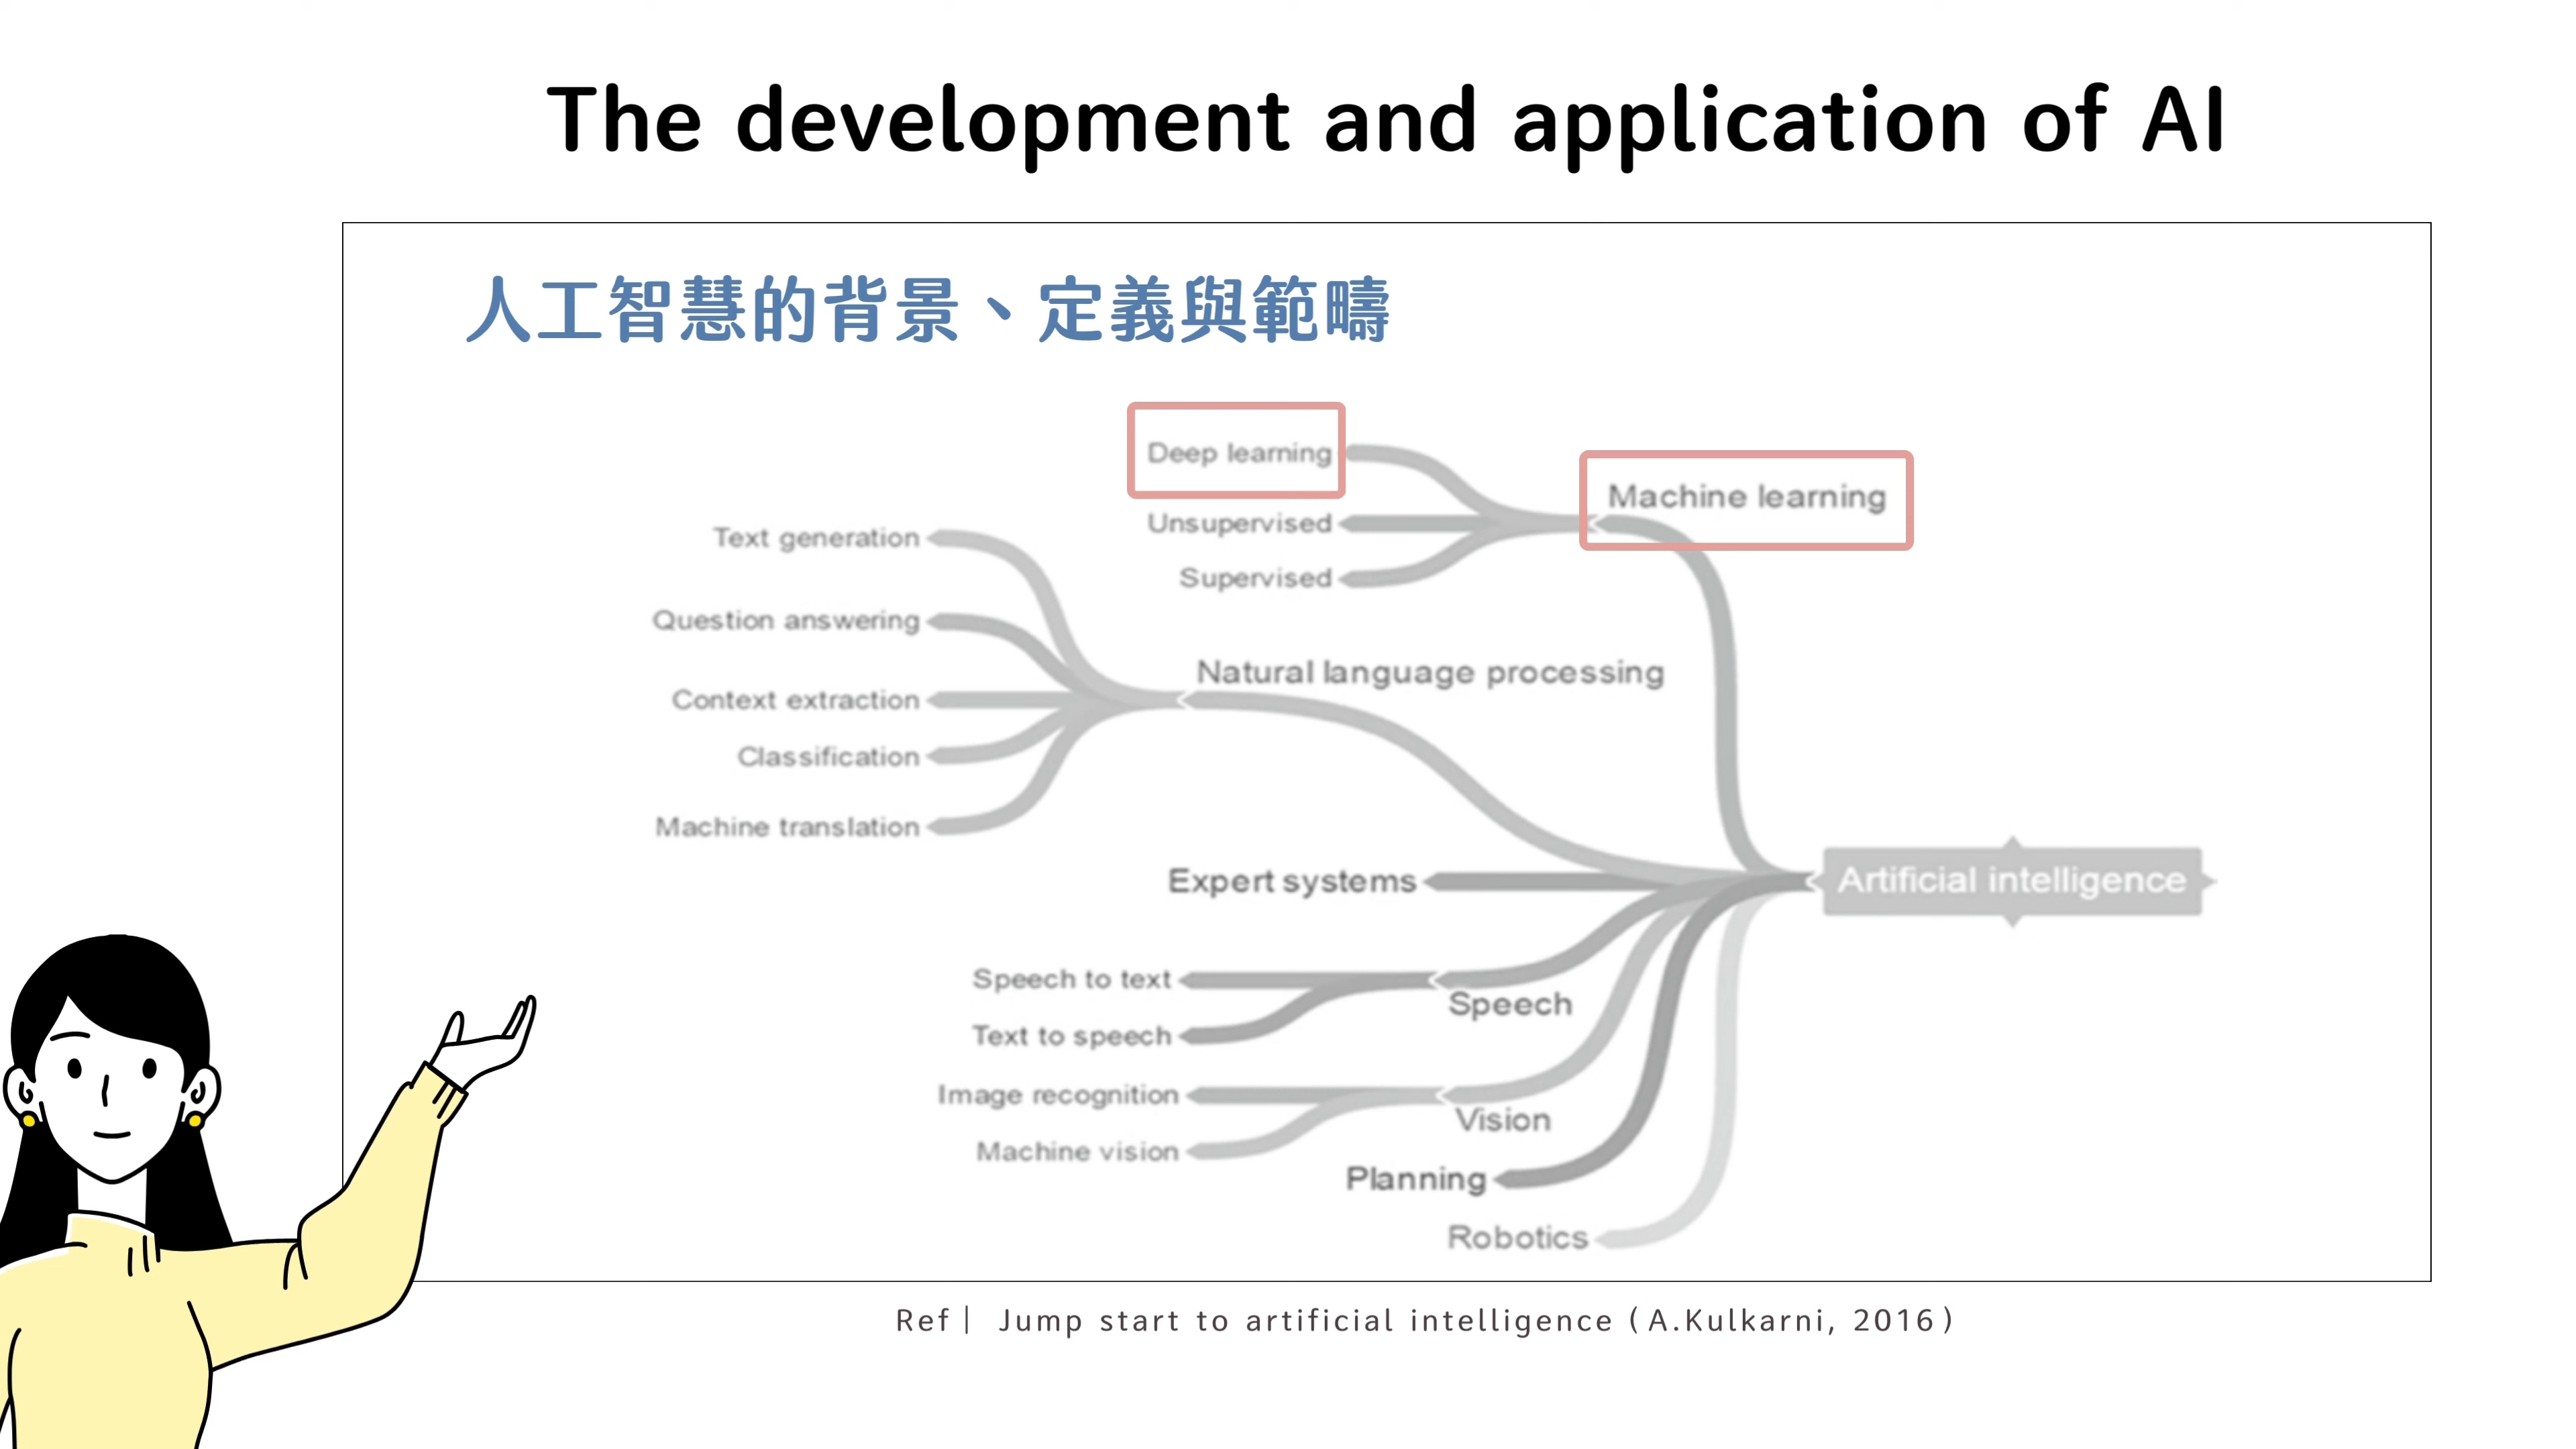 The development and application of AI
人工智慧的背景、定義與範疇
Deep learning
Machine learning
Unsupervised
Text generation
Supervised
Question answering
Natural language processing
Context extraction
Classification
Machine translation
Expert systems
Artificial intelligence
Speech to text
Speech
Text to speech
Image recognition
Vision
Machine vision
Planning
Robotics
Ref｜ Jump start to artificial intelligence (A.Kulkarni, 2016)